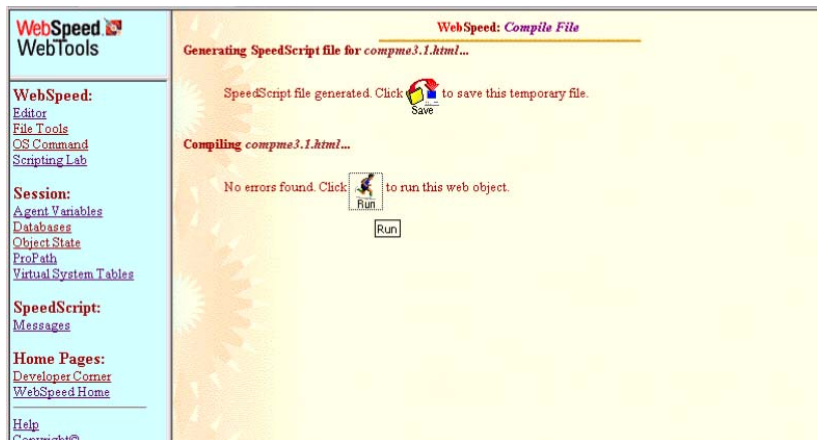 WebSpeed
WebTools
WebSpeed:
Editor
File Tools
OS Command
Scripting Lab
Session:
Agent Variables
Databases
Object State
ProPath
Virtual System Tables
SpeedScript:
Messages
Home Pages:
Developer Corner
WebSpeed Home
Help
Copyright©
WebSpeed: Compile File
Generating SpeedScript file for compme3.1.html...
SpeedScript file generated. Click Save to save this temporary file.
Compiling compme3.1.html...
No errors found. Click Run to run this web object.
Run